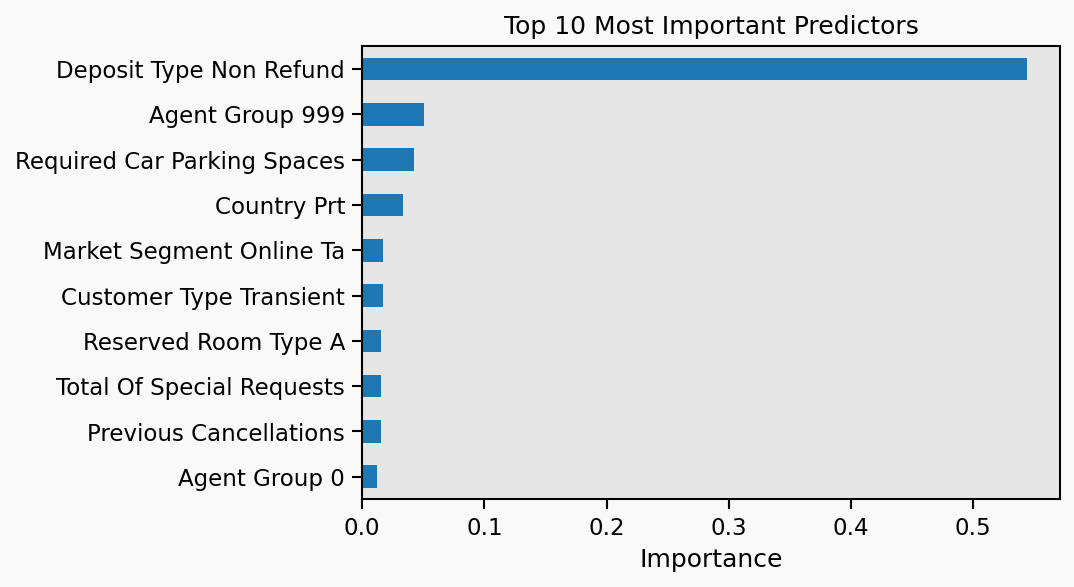 Top 10 Most Important Predictors
Deposit Type Non Refund
Agent Group 999
Required Car Parking Spaces
Country Prt
Market Segment Online Ta
Customer Type Transient
Reserved Room Type A
Total Of Special Requests
Previous Cancellations
Agent Group 0
0.0 0.1 0.2 0.3 0.4 0.5
Importance